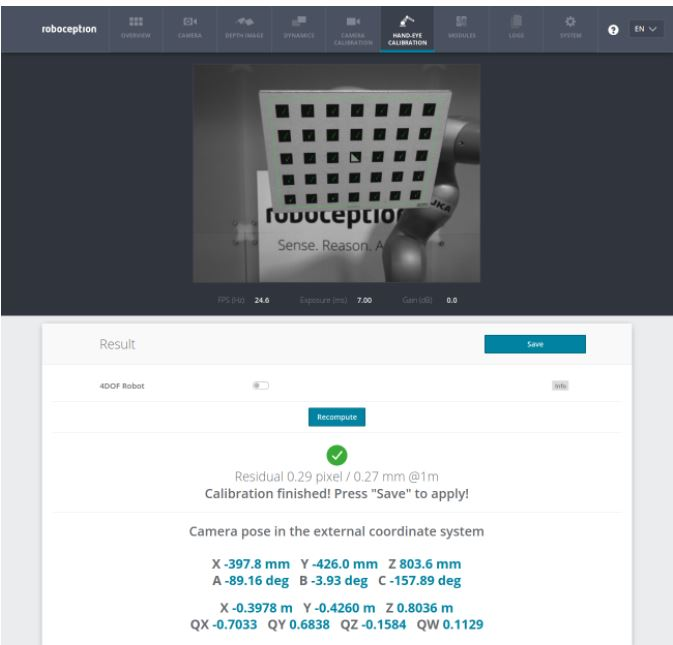 roboception
OVERVIEW
CAMERA
DEPTH IMAGE
DYNAMICS
CAMERA CALIBRATION
HAND-EYE CALIBRATION
MODULES
LOGS
SYSTEM
?
EN
roboception
KUKA
Sense. Reason. A
FPS (Hz) 24.6 Exposure (ms) 7.00 Gain (dB) 0.0
Result
Save
4DOF Robot
Info
Recompute
Residual 0.29 pixel / 0.27 mm @1m
Calibration finished! Press "Save" to apply!
Camera pose in the external coordinate system
X -397.8 mm Y -426.0 mm Z 803.6 mm
A -89.16 deg B -3.93 deg C -157.89 deg
X -0.3978 m Y -0.4260 m Z 0.8036 m
QX -0.7033 QY 0.6838 QZ -0.1584 QW 0.1129